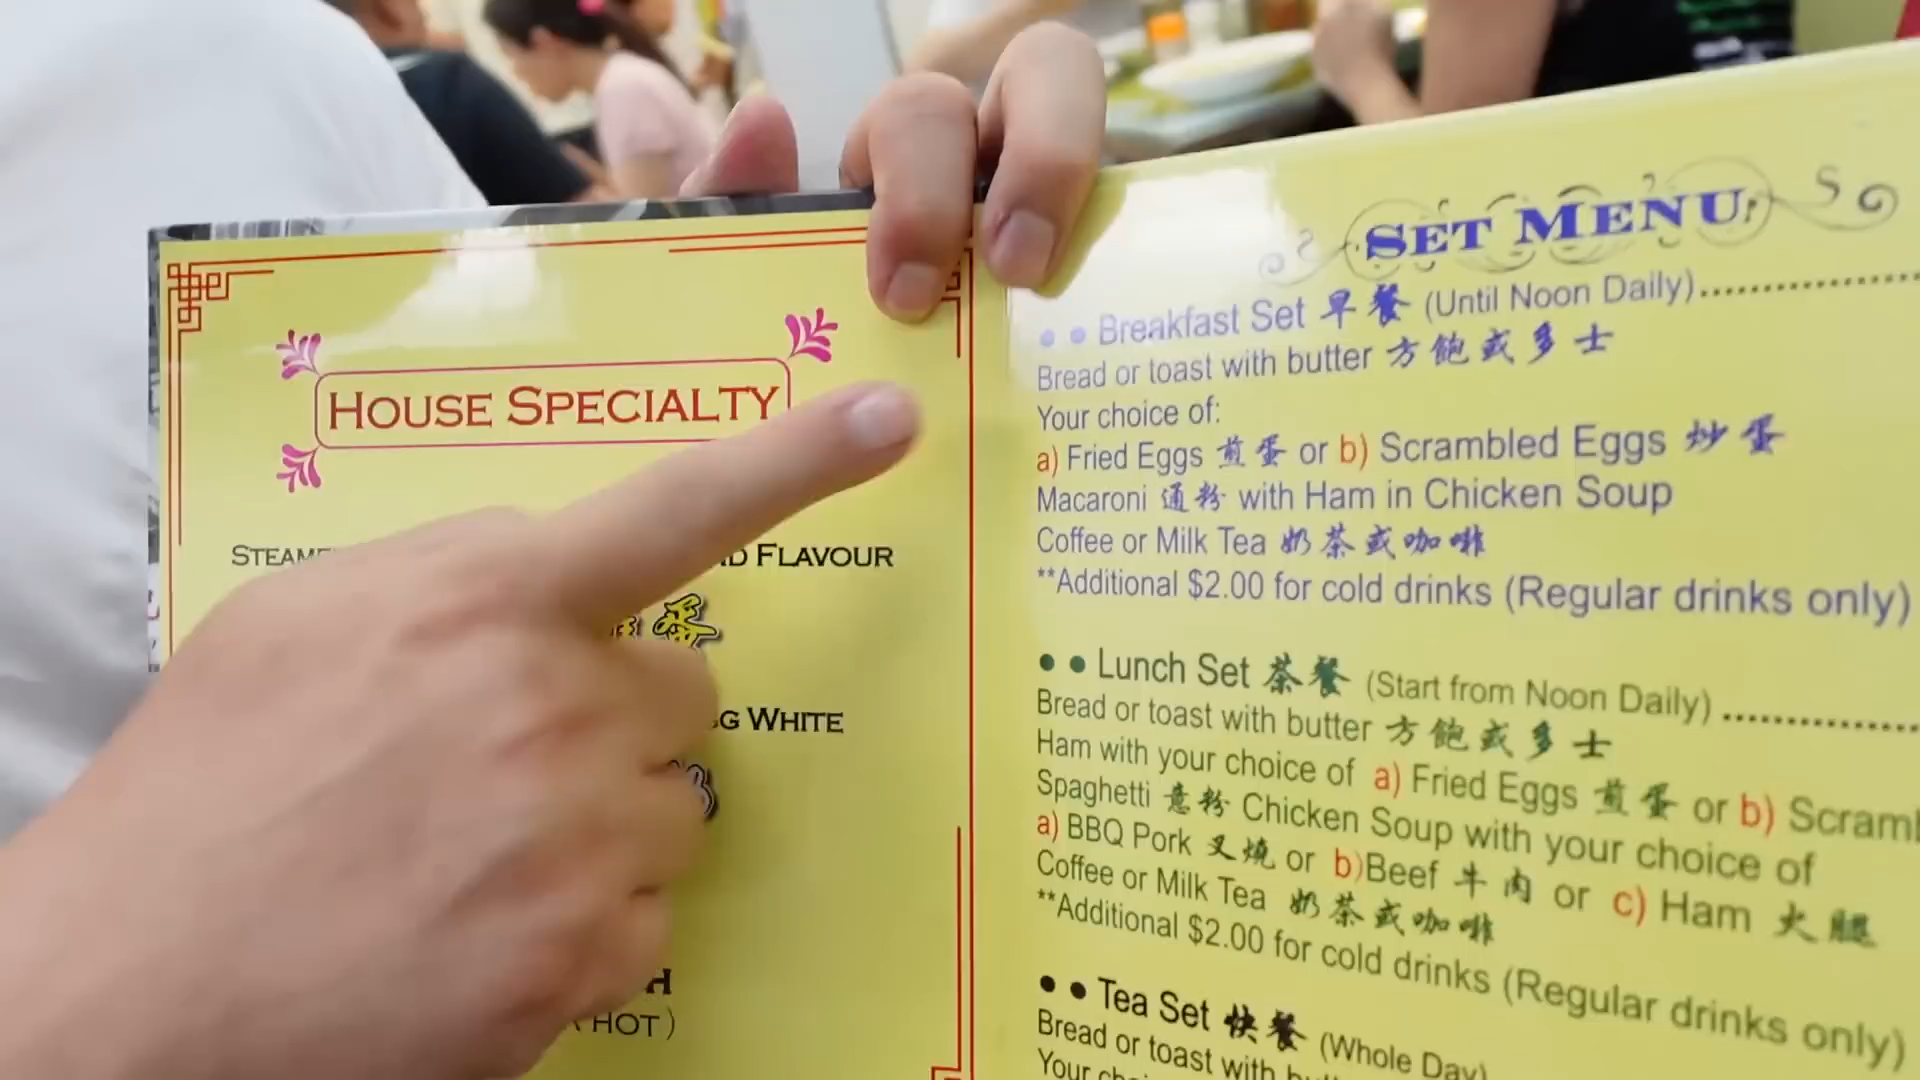 HOUSE SPECIALTY
FLAVOUR
蛋
WHITE
HOT)
SET MENU
• • Breakfast Set 早餐 (Until Noon Daily)
Bread or toast with butter 方飽或多士
Your choice of:
a) Fried Eggs 煎蛋 or b) Scrambled Eggs 炒蛋
Macaroni 通粉 with Ham in Chicken Soup
Coffee or Milk Tea 奶茶或咖啡
**Additional $2.00 for cold drinks (Regular drinks only)
• • Lunch Set 茶餐 (Start from Noon Daily)
Bread or toast with butter 方飽或多士
Ham with your choice of a) Fried Eggs 煎蛋 or b)
Spaghetti 意粉 Chicken Soup with your choice of
a) BBQ Pork 叉燒 or b) Beef 牛肉 or c) Ham 火腿
Coffee or Milk Tea 奶茶或咖啡
**Additional $2.00 for cold drinks (Regular drinks only)
• • Tea Set 快餐 (Whole Day)
Bread or toast with
Your